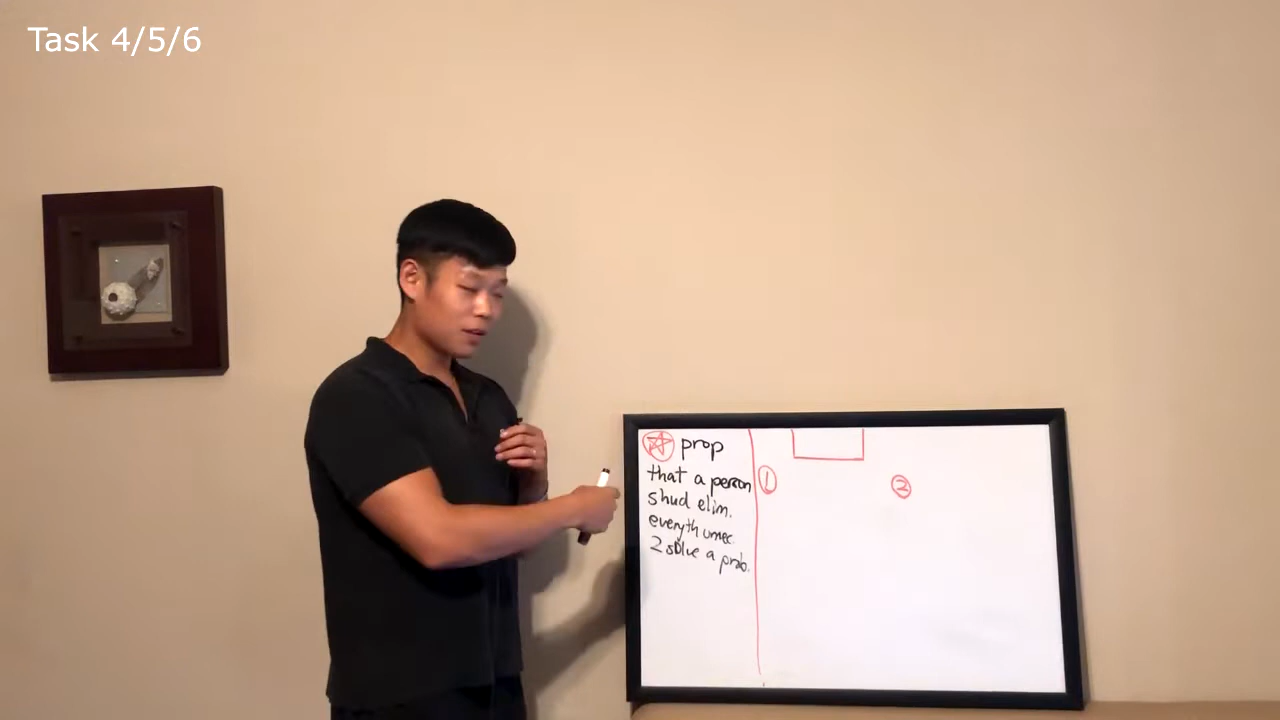 Task 4/5/6
prop
that a person
shud elim.
everyth unnec.
2 solve a prob.
1
2